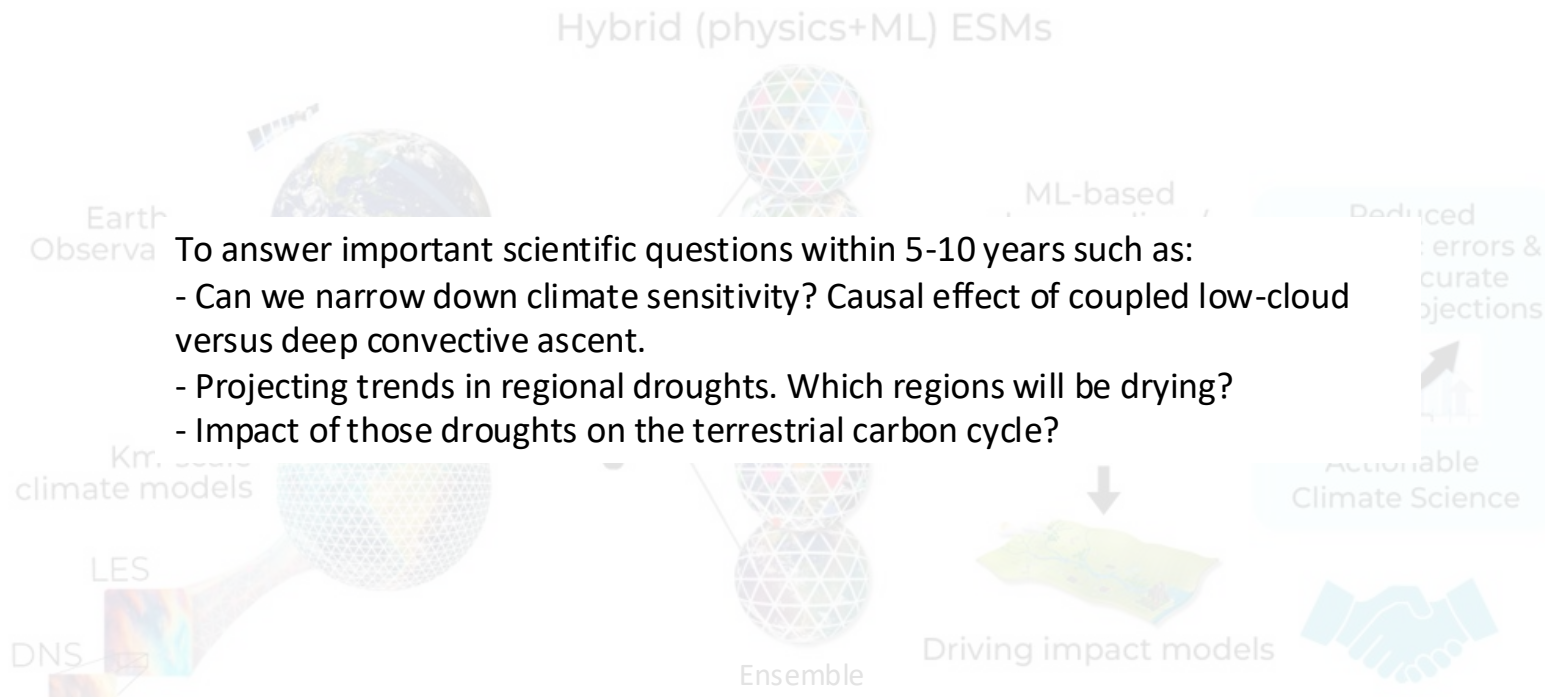 Hybrid (physics+ML) ESMs
Earth
Observa
ML-based
Reduced
errors &
curate
ojections
To answer important scientific questions within 5-10 years such as:
- Can we narrow down climate sensitivity? Causal effect of coupled low-cloud
versus deep convective ascent.
- Projecting trends in regional droughts. Which regions will be drying?
- Impact of those droughts on the terrestrial carbon cycle?
climate models
Actionable
Climate Science
LES
DNS
Driving impact models
Ensemble